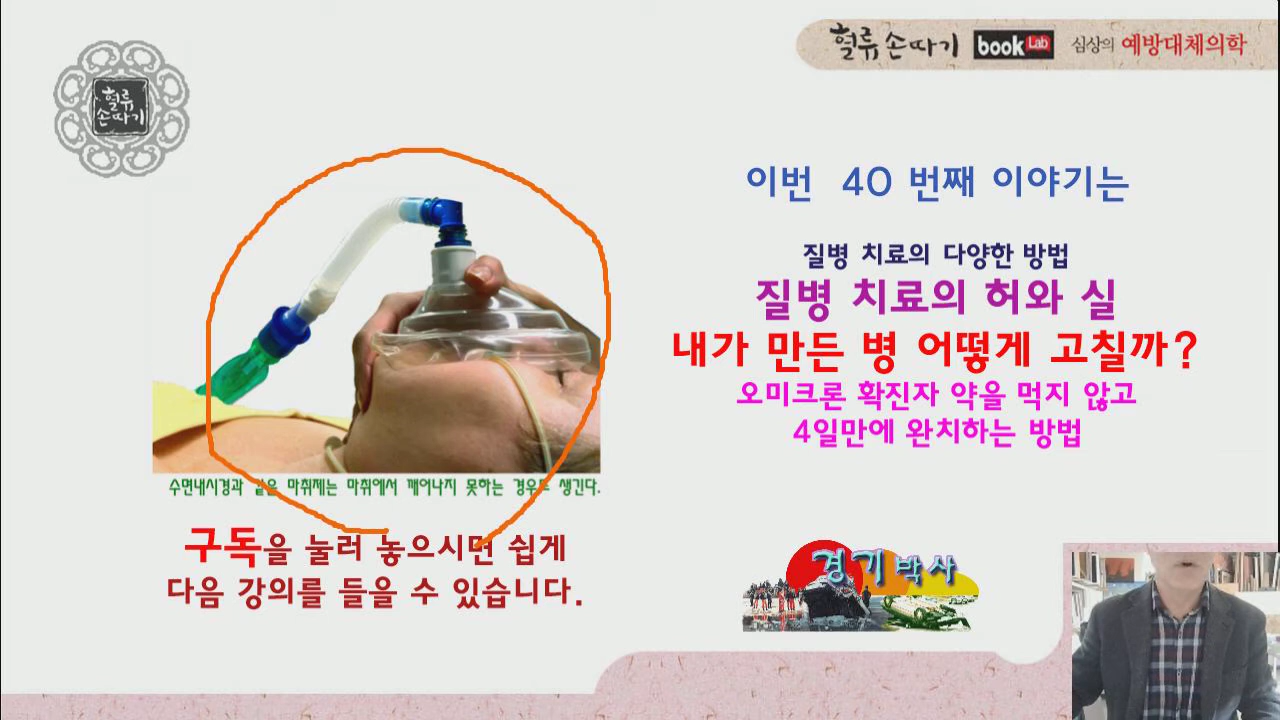 혈류
손따기
혈류 손따기 book Lab 심상의 예방대체의학
이번 40 번째 이야기는
질병 치료의 다양한 방법
질병 치료의 허와 실
내가 만든 병 어떻게 고칠까?
오미크론 확진자 약을 먹지 않고
4일만에 완치하는 방법
수면내시경과 같은 마취제는 마취에서 깨어나지 못하는 경우도 생긴다.
구독을 눌러 놓으시면 쉽게
다음 강의를 들을 수 있습니다.
경기박사